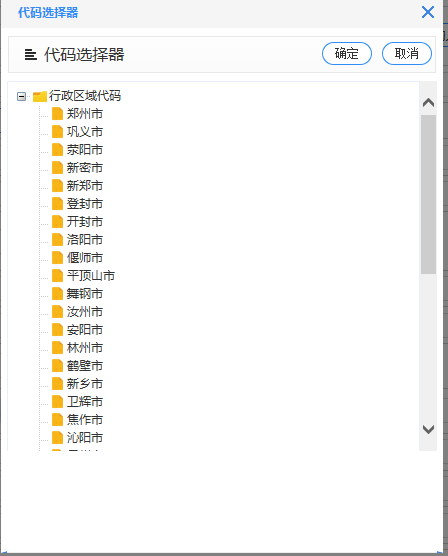 代码选择器
代码选择器
确定
取消
行政区域代码
郑州市
巩义市
荥阳市
新密市
新郑市
登封市
开封市
洛阳市
偃师市
平顶山市
舞钢市
汝州市
安阳市
林州市
鹤壁市
新乡市
卫辉市
焦作市
沁阳市